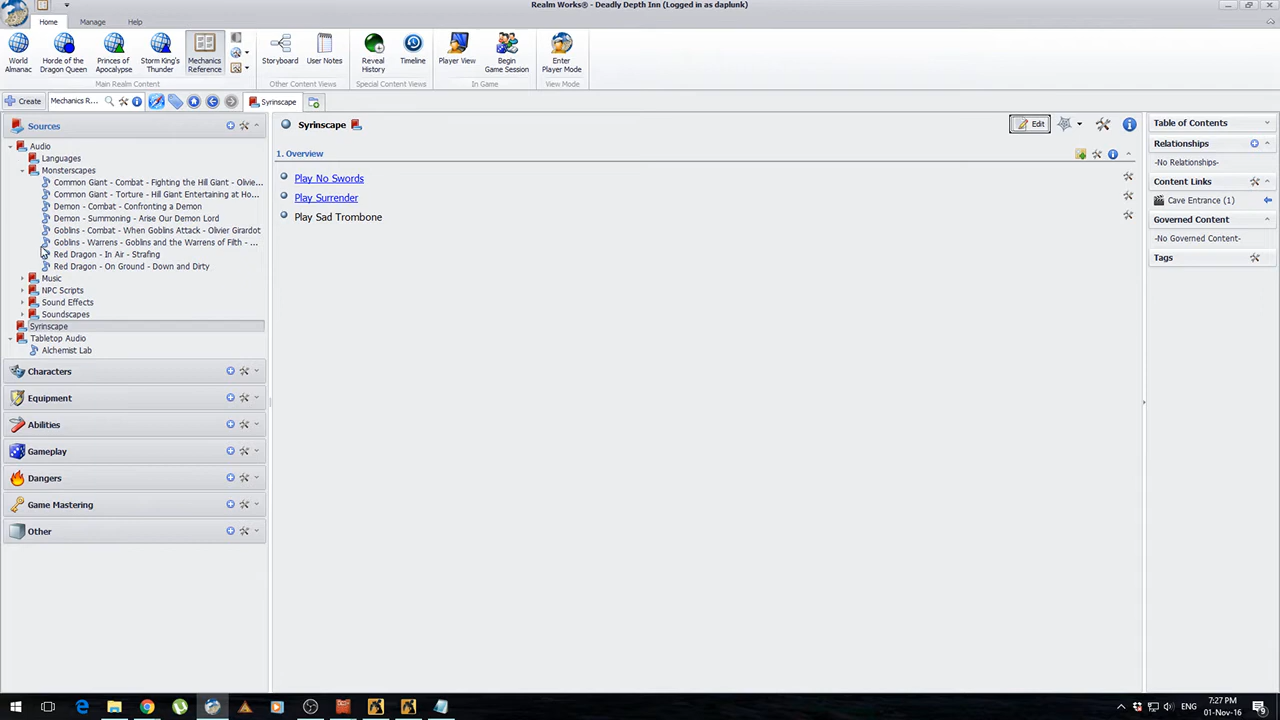 Realm Works® - Deadly Depth Inn (Logged in as daplunk)
Home Manage Help
World Almanac
Horde of the Dragon Queen
Princes of Apocalypse
Storm King's Thunder
Mechanics Reference
Storyboard
User Notes
Reveal History
Timeline
Player View
Begin Game Session
Enter Player Mode
Main Realm Content
Other Content Views
Special Content Views
In Game
View Mode
Create
Mechanics R...
Syrinscape
Sources
Audio
Languages
Monsterscapes
Common Giant - Combat - Fighting the Hill Giant - Olivie...
Common Giant - Torture - Hill Giant Entertaining at Ho...
Demon - Combat - Confronting a Demon
Demon - Summoning - Arise Our Demon Lord
Goblins - Combat - When Goblins Attack - Olivier Girardot
Goblins - Warrens - Goblins and the Warrens of Filth - ...
Red Dragon - In Air - Strafing
Red Dragon - On Ground - Down and Dirty
Music
NPC Scripts
Sound Effects
Soundscapes
Syrinscape
Tabletop Audio
Alchemist Lab
Characters
Equipment
Abilities
Gameplay
Dangers
Game Mastering
Other
Syrinscape
Edit
1. Overview
Play No Swords
Play Surrender
Play Sad Trombone
Table of Contents
Relationships
-No Relationships-
Content Links
Cave Entrance (1)
Governed Content
-No Governed Content-
Tags
ENG
7:27 PM
01-Nov-16